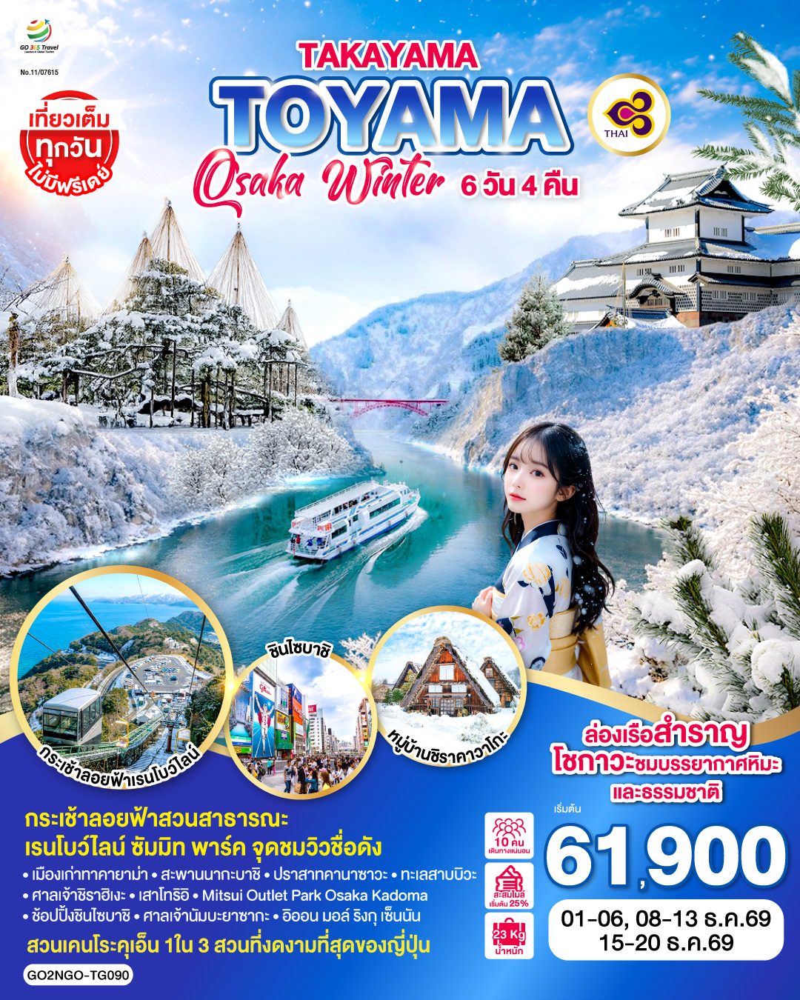 GO 365 Travel
Leaders in Global Tourism
No.11/07615
เที่ยวเต็ม
ทุกวัน
ไม่มีฟรีเดย์
TAKAYAMA
TOYAMA
Osaka Winter 6 วัน 4 คืน
THAI
กระเช้าลอยฟ้าเรนโบว์ไลน์
ชินไซบาชิ
หมู่บ้านชิราคาวาโกะ
ล่องเรือสำราญ
โชกาวะชมบรรยากาศหิมะ
และธรรมชาติ
กระเช้าลอยฟ้าสวนสาธารณะ
เรนโบว์ไลน์ ซัมมิท พาร์ค จุดชมวิวชื่อดัง
• เมืองเก่าทาคายาม่า • สะพานนากะบาชิ • ปราสาทคานาซาวะ • ทะเลสาบบิวะ
• ศาลเจ้าชิราฮิเงะ • เสาโทริอิ • Mitsui Outlet Park Osaka Kadoma
• ช้อปปิ้งชินไซบาชิ • ศาลเจ้านัมบะยาซากะ • อิออน มอล์ ริงกุ เซ็นนัน
สวนเคนโระคุเอ็น 1ใน 3 สวนที่งดงามที่สุดของญี่ปุ่น
GO2NGO-TG090
10 คน
เดินทางแน่นอน
สะสมไมล์
เริ่มต้น 25%
23 Kg
น้ำหนัก
เริ่มต้น
61,900
01-06, 08-13 ธ.ค.69
15-20 ธ.ค.69